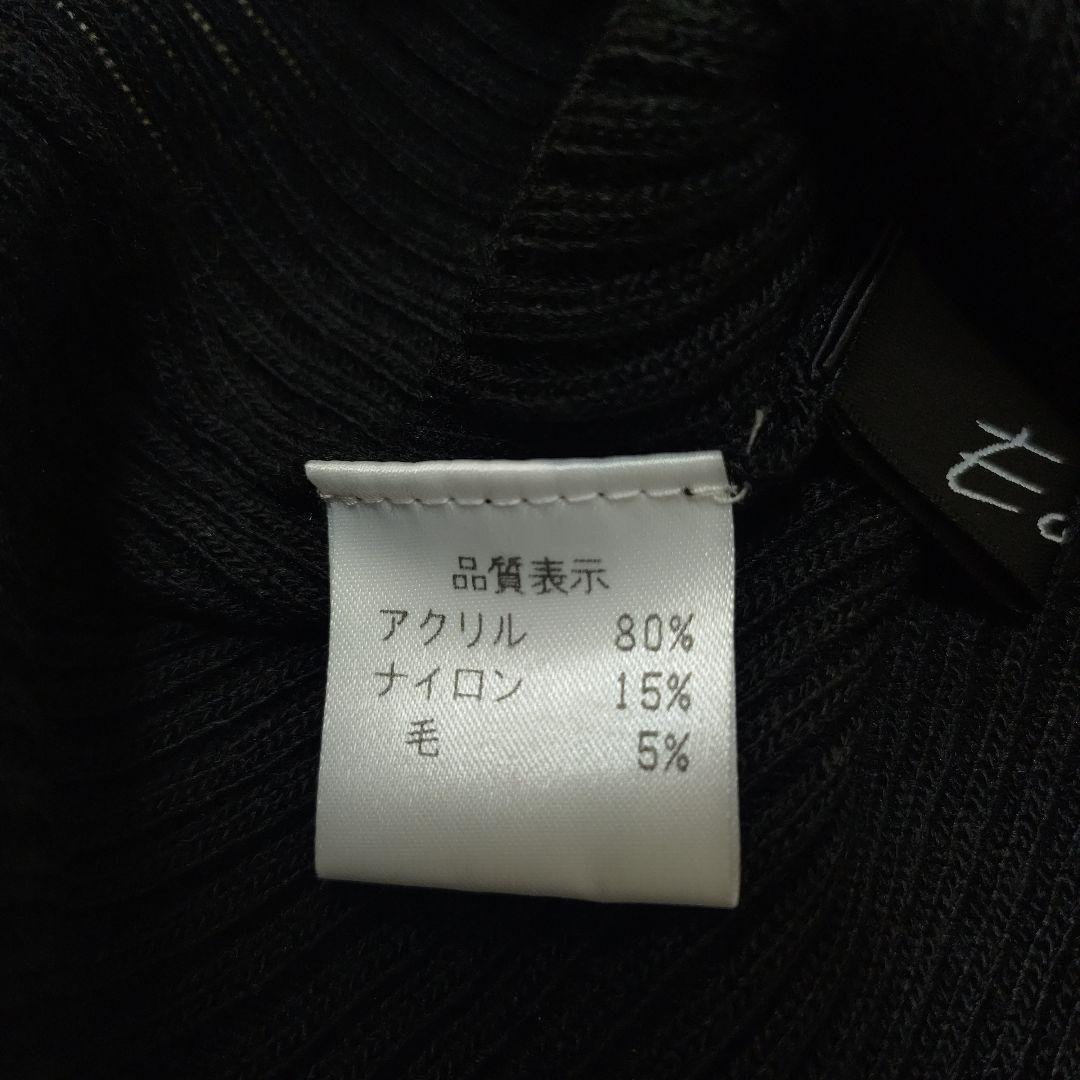 品質表示
アクリル 80%
ナイロン 15%
毛 5%